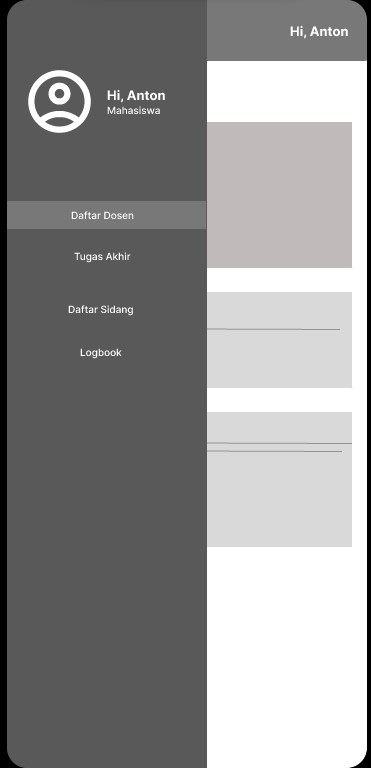 Hi, Anton
Hi, Anton
Mahasiswa
Daftar Dosen
Tugas Akhir
Daftar Sidang
Logbook